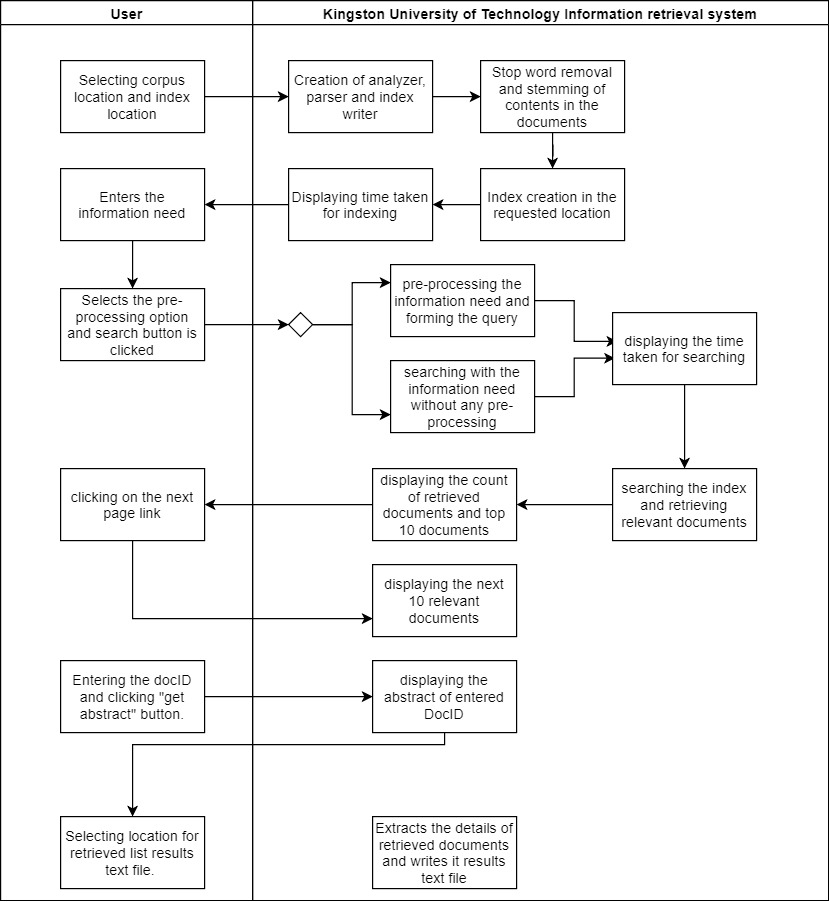 User
Kingston University of Technology Information retrieval system
Selecting corpus
location and index
location
Creation of analyzer,
parser and index
writer
Stop word removal
and stemming of
contents in the
documents
Enters the
information need
Displaying time taken
for indexing
Index creation in the
requested location
Selects the pre-
processing option
and search button is
clicked
pre-processing the
information need and
forming the query
searching with the
information need
without any pre-
processing
displaying the time
taken for searching
clicking on the next
page link
displaying the count
of retrieved
documents and top
10 documents
searching the index
and retrieving
relevant documents
displaying the next
10 relevant
documents
Entering the docID
and clicking "get
abstract" button.
displaying the
abstract of entered
DocID
Selecting location for
retrieved list results
text file.
Extracts the details of
retrieved documents
and writes it results
text file